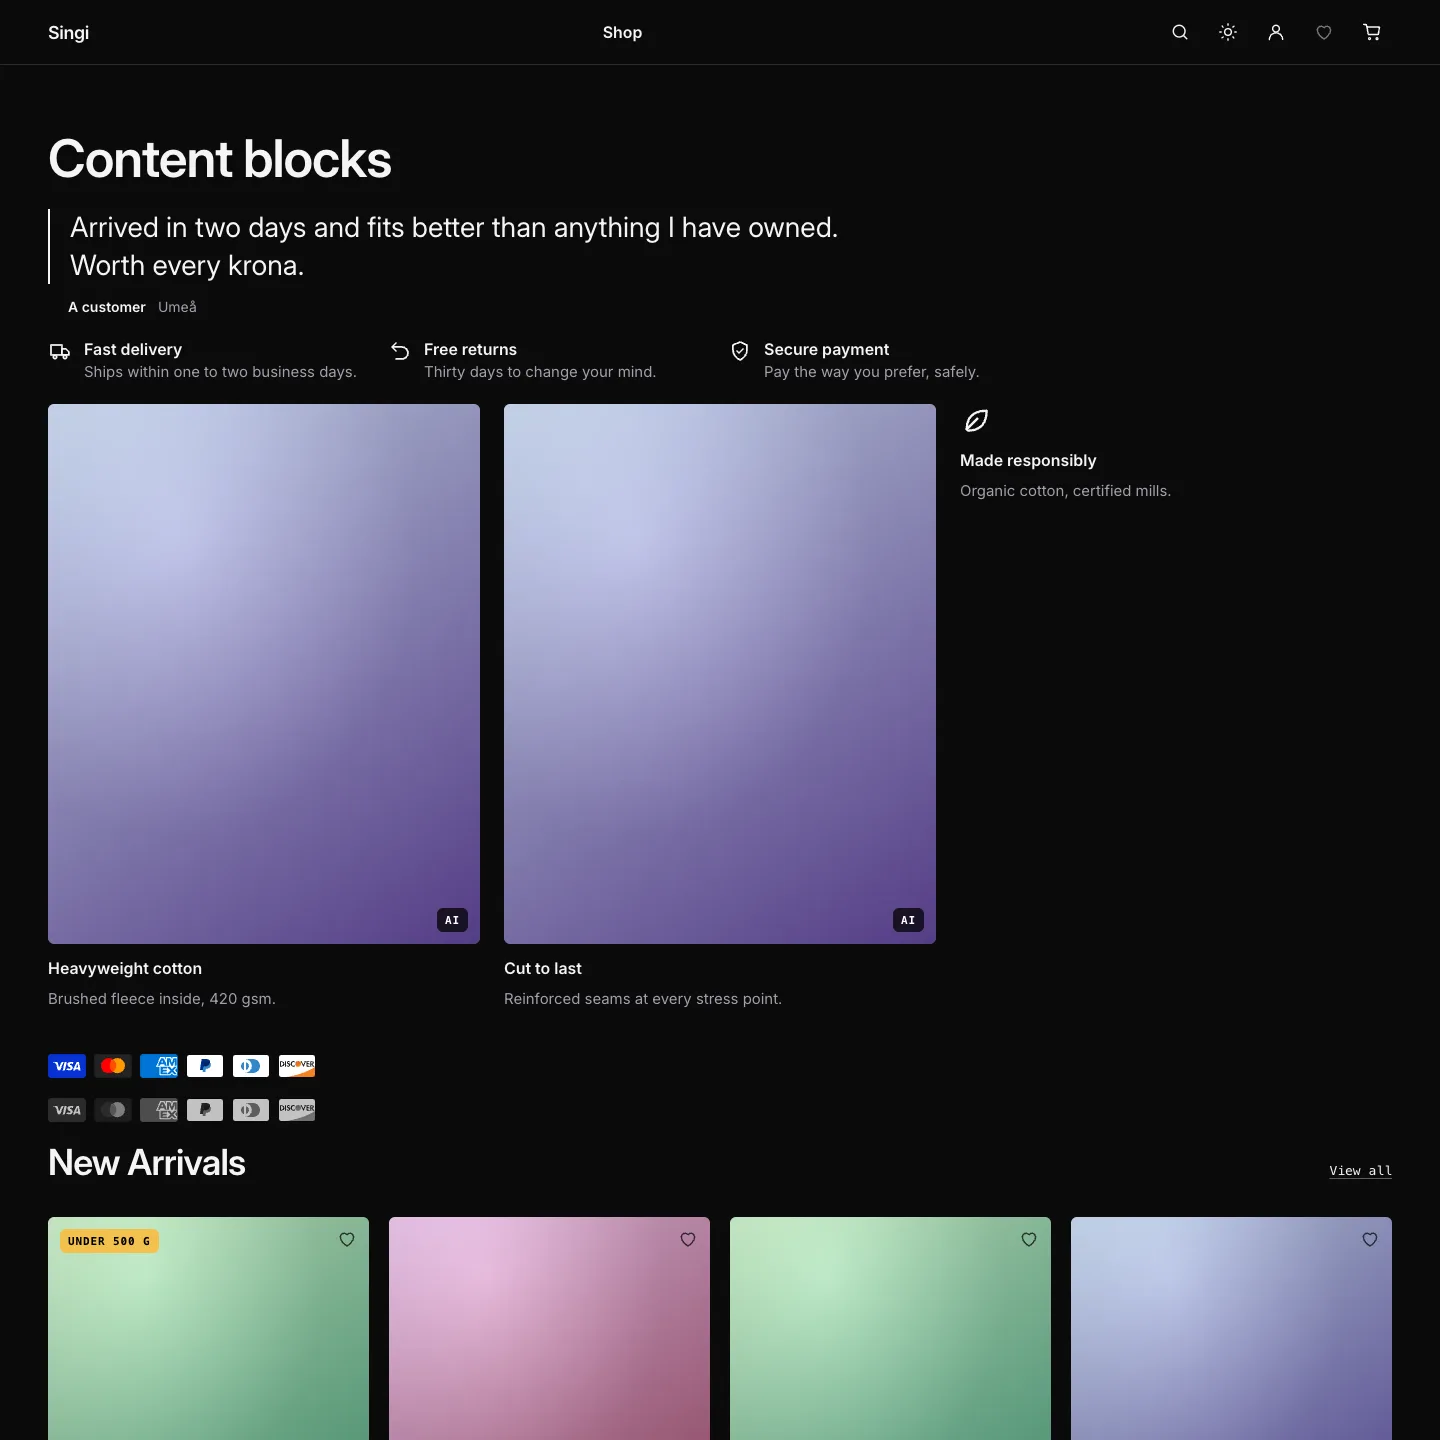 Singi
Shop
Content blocks
Arrived in two days and fits better than anything I have owned.
Worth every krona.
A customer Umeå
Fast delivery
Ships within one to two business days.
Free returns
Thirty days to change your mind.
Secure payment
Pay the way you prefer, safely.
AI
Heavyweight cotton
Brushed fleece inside, 420 gsm.
AI
Cut to last
Reinforced seams at every stress point.
Made responsibly
Organic cotton, certified mills.
VISA
AM
EX
DISCOVER
VISA
AM
EX
DISCOVER
New Arrivals
View all
UNDER 500 G